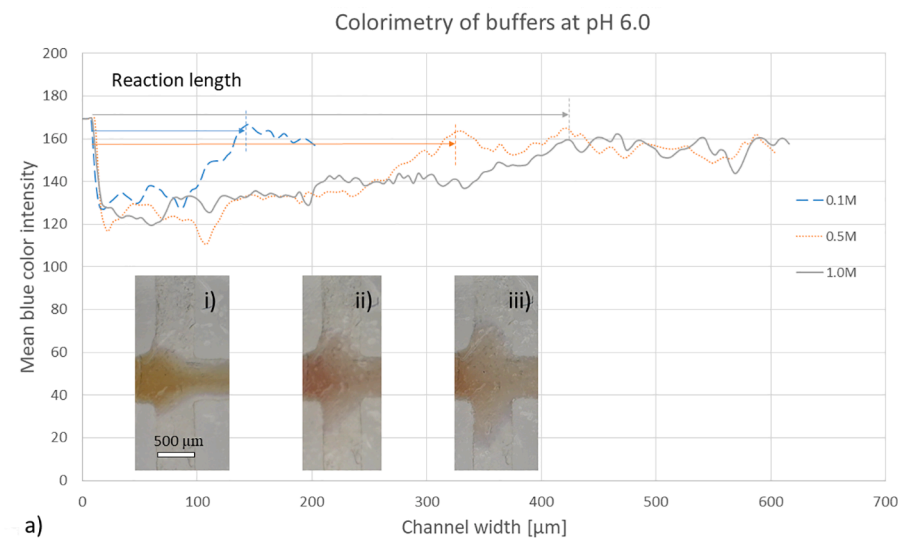 Colorimetry of buffers at pH 6.0
200
180
160
140
120
100
80
60
40
20
0
Mean blue color intensity
Reaction length
0.1M
0.5M
1.0M
i)
ii)
iii)
500 μm
0 100 200 300 400 500 600 700
Channel width [μm]
a)